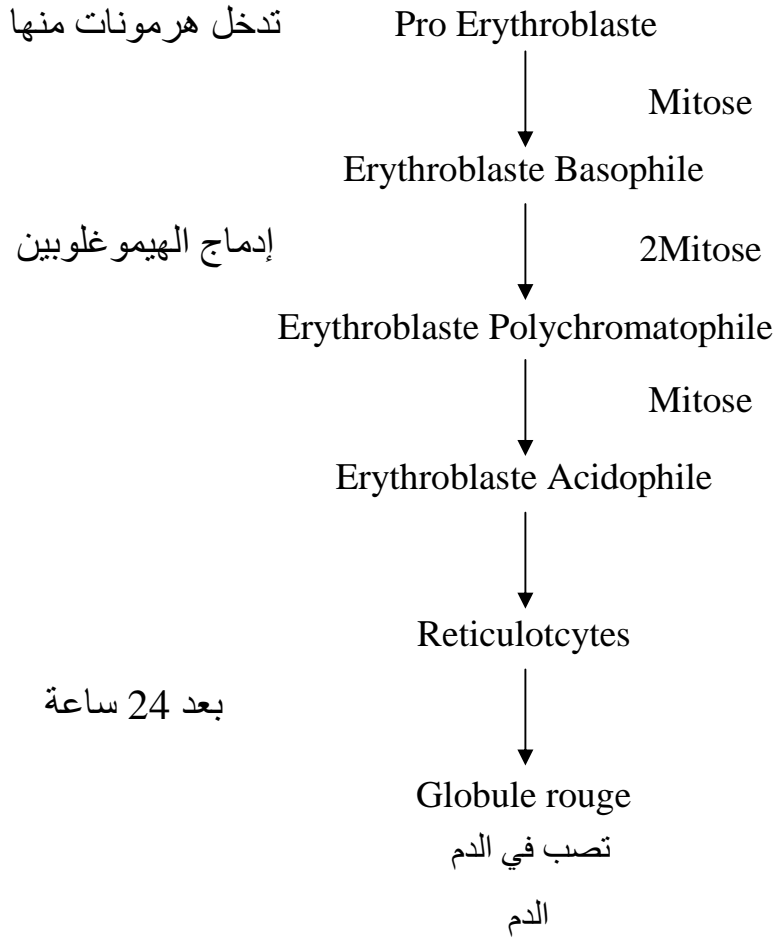 تدخل هرمونات منها
Pro Erythroblaste
Mitose
Erythroblaste Basophile
إدماج الهيموغلوبين
2Mitose
Erythroblaste Polychromatophile
Mitose
Erythroblaste Acidophile
Reticulotcytes
بعد 24 ساعة
Globule rouge
تصب في الدم
الدم